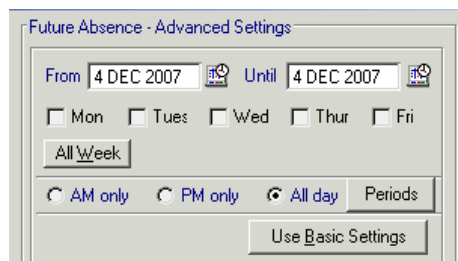 Future Absence - Advanced Settings
From 4 DEC 2007 Until 4 DEC 2007
Mon Tues Wed Thur Fri
All Week
AM only PM only All day Periods
Use Basic Settings